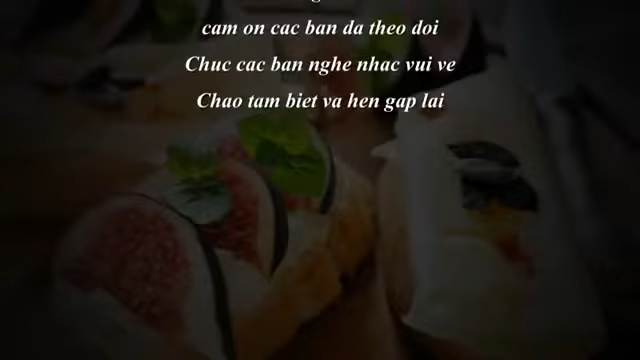 cam on cac ban da theo doi
Chuc cac ban nghe nhac vui ve
Chao tam biet va hen gap lai